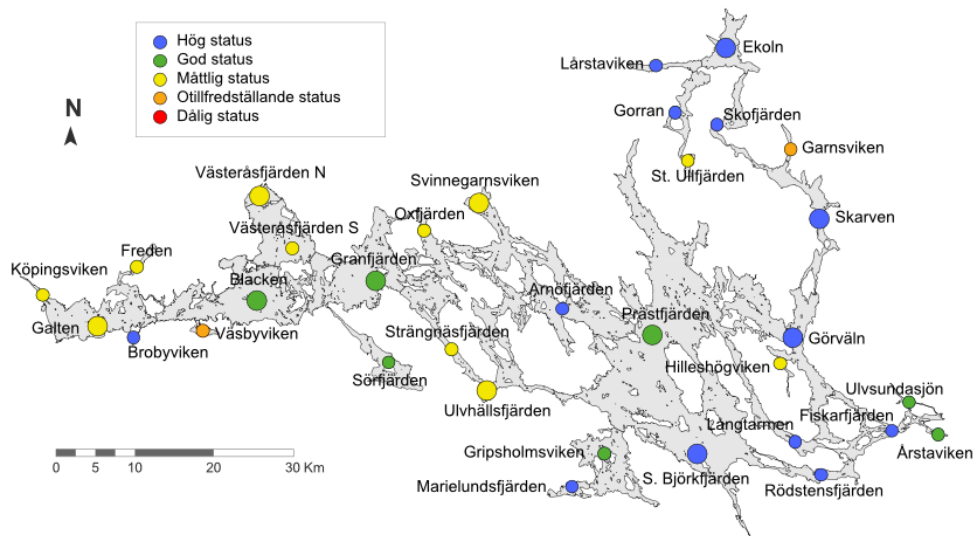 Hög status
God status
Måttlig status
Otillfredställande status
Dålig status
N
Ekoln
Lårstaviken
Gorran
Skofjärden
Garnsviken
St. Ullfjärden
Västeråsfjärden N
Svinnegarnsviken
Skarven
Oxfjärden
Västeråsfjärden S
Freden
Granfjärden
Köpingsviken
Blacken
Arnöfjärden
Prästfjärden
Galten
Väsbyviken
Strängnäsfjärden
Görväln
Brobyviken
Hilleshögviken
Sörfjärden
Ulvsundasjön
Ulvhällsfjärden
Fiskarfjärden
Långtarmen
Gripsholmsviken
Årstaviken
S. Björkfjärden
0 2 5 10 20 30 Km
Marielundsfjärden
Rödstensfjärden